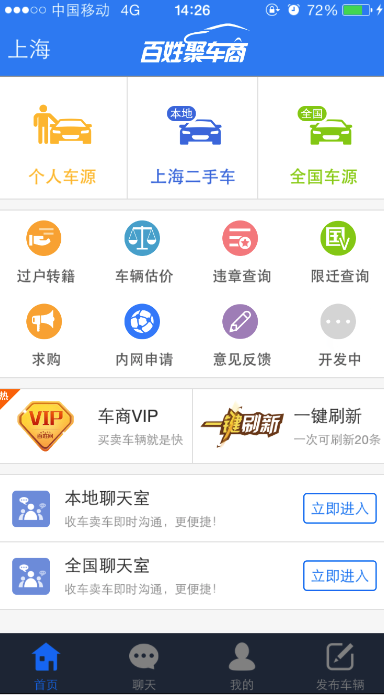 中国移动 4G 14:26 72%
上海 百姓聚车商
本地 全国
个人车源 上海二手车 全国车源
国V
过户转籍 车辆估价 违章查询 限迁查询
求购 内网申请 意见反馈 开发中
热
VIP 车商VIP 一键刷新 一键刷新
买卖车辆就是快 一次可刷新20条
本地聊天室
立即进入
收车卖车即时沟通，更便捷！
全国聊天室
立即进入
收车卖车即时沟通，更便捷！
首页 聊天 我的 发布车辆